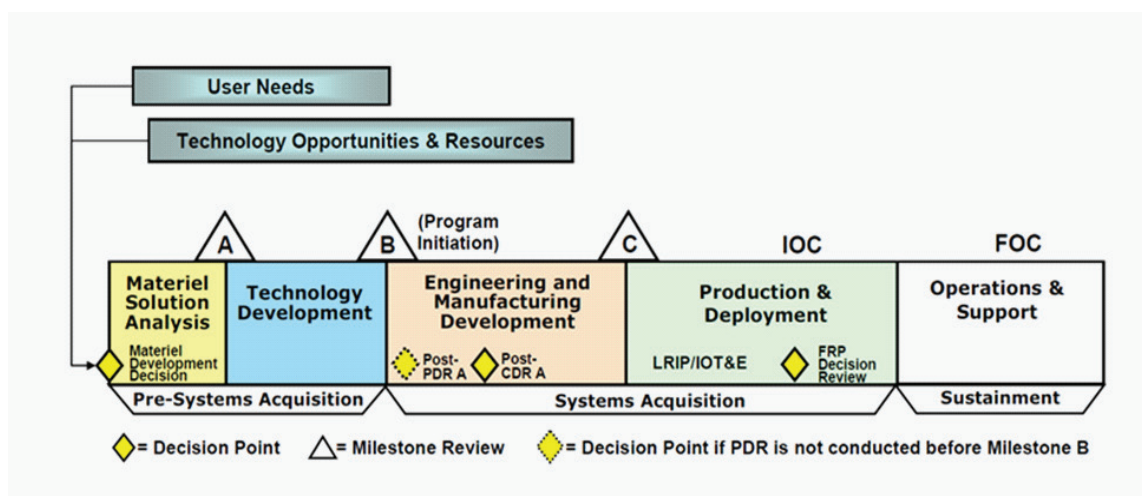 User Needs
Technology Opportunities & Resources
A
B
(Program
Initiation)
C
IOC
FOC
Materiel
Solution
Analysis
Materiel
Development
Decision
Technology
Development
Engineering and
Manufacturing
Development
Post-
PDR A
Post-
CDR A
Production &
Deployment
LRIP/IOT&E
FRP
Decision
Review
Operations &
Support
Pre-Systems Acquisition
Systems Acquisition
Sustainment
= Decision Point
= Milestone Review
= Decision Point if PDR is not conducted before Milestone B